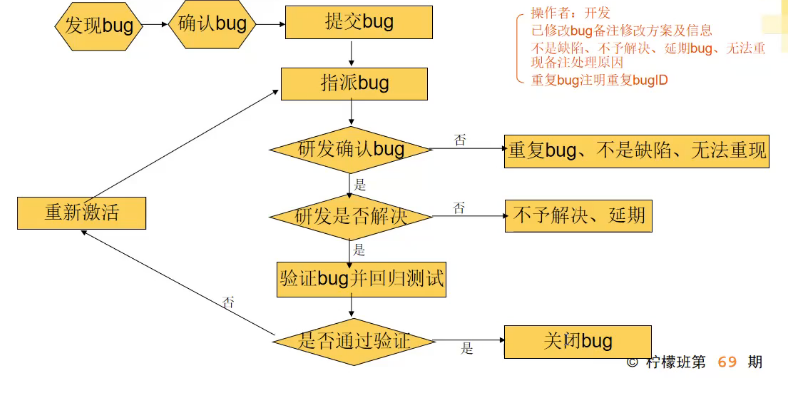 发现bug
确认bug
提交bug
操作者：开发
已修改bug备注修改方案及信息
不是缺陷、不予解决、延期bug、无法重
现备注处理原因
重复bug注明重复bugID
指派bug
研发确认bug
否
重复bug、不是缺陷、无法重现
是
重新激活
研发是否解决
否
不予解决、延期
是
验证bug并回归测试
否
是否通过验证
是
关闭bug
© 柠檬班第 69 期